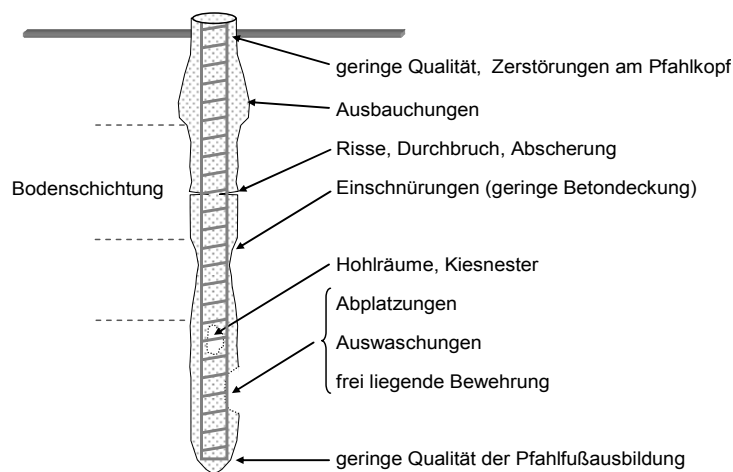 geringe Qualität, Zerstörungen am Pfahlkopf
Ausbauchungen
Risse, Durchbruch, Abscherung
Bodenschichtung
Einschnürungen (geringe Betondeckung)
Hohlräume, Kiesnester
Abplatzungen
Auswaschungen
frei liegende Bewehrung
geringe Qualität der Pfahlfußausbildung